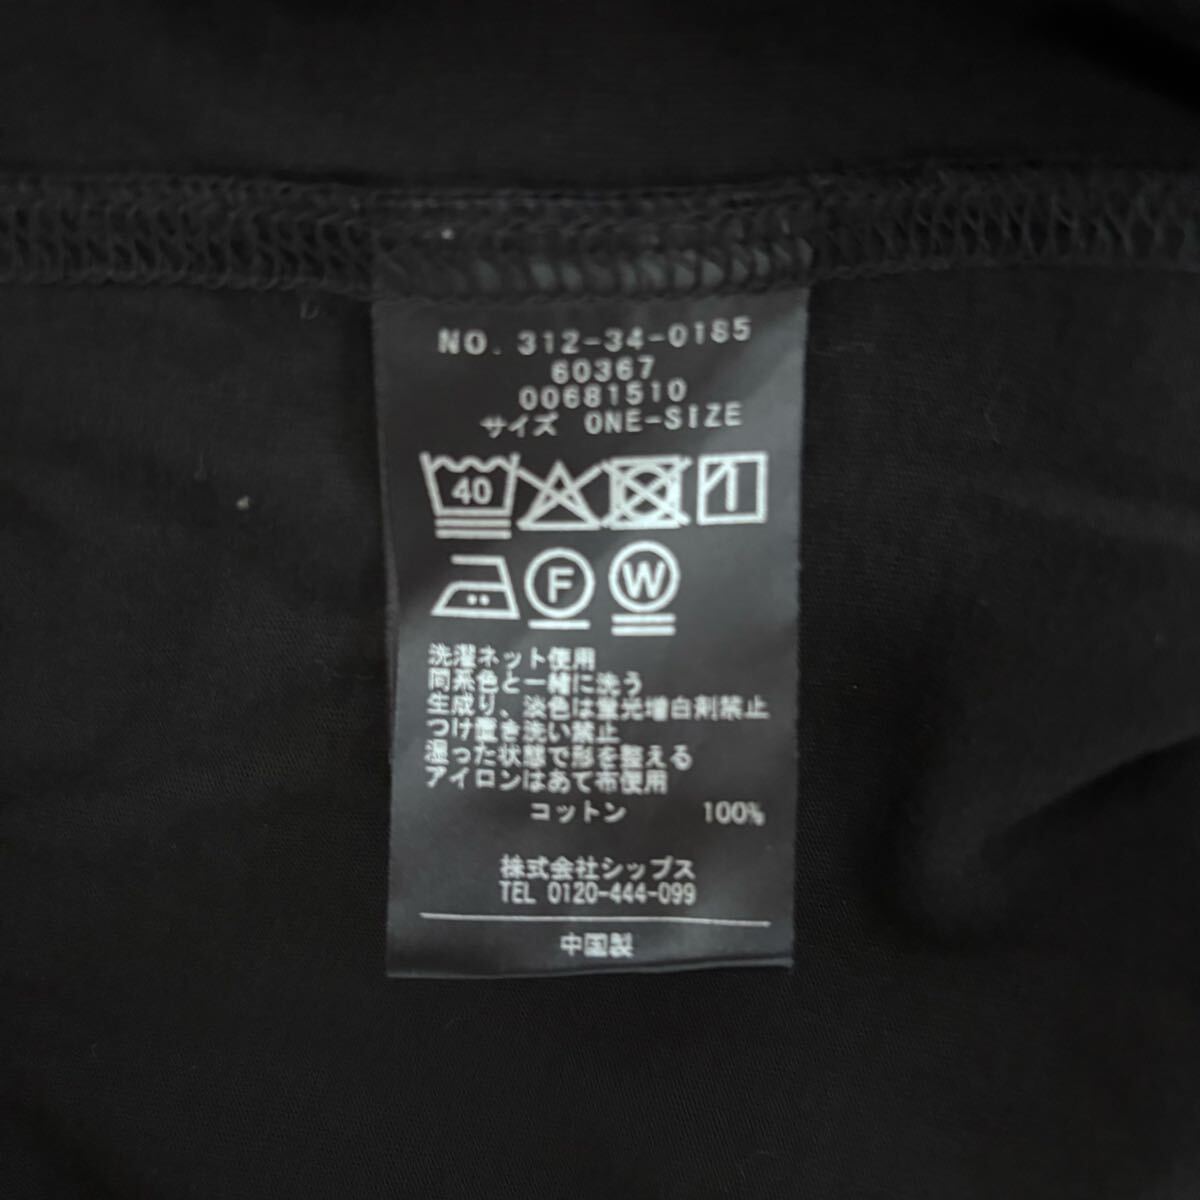 NO. 312-34-0185
60367
00681510
サイズ ONE-SIZE
40
F W
洗濯ネット使用
同系色と一緒に洗う
生成り、淡色は蛍光増白剤禁止
つけ置き洗い禁止
湿った状態で形を整える
アイロンはあて布使用
コットン 100%
株式会社シップス
TEL 0120-444-099
中国製